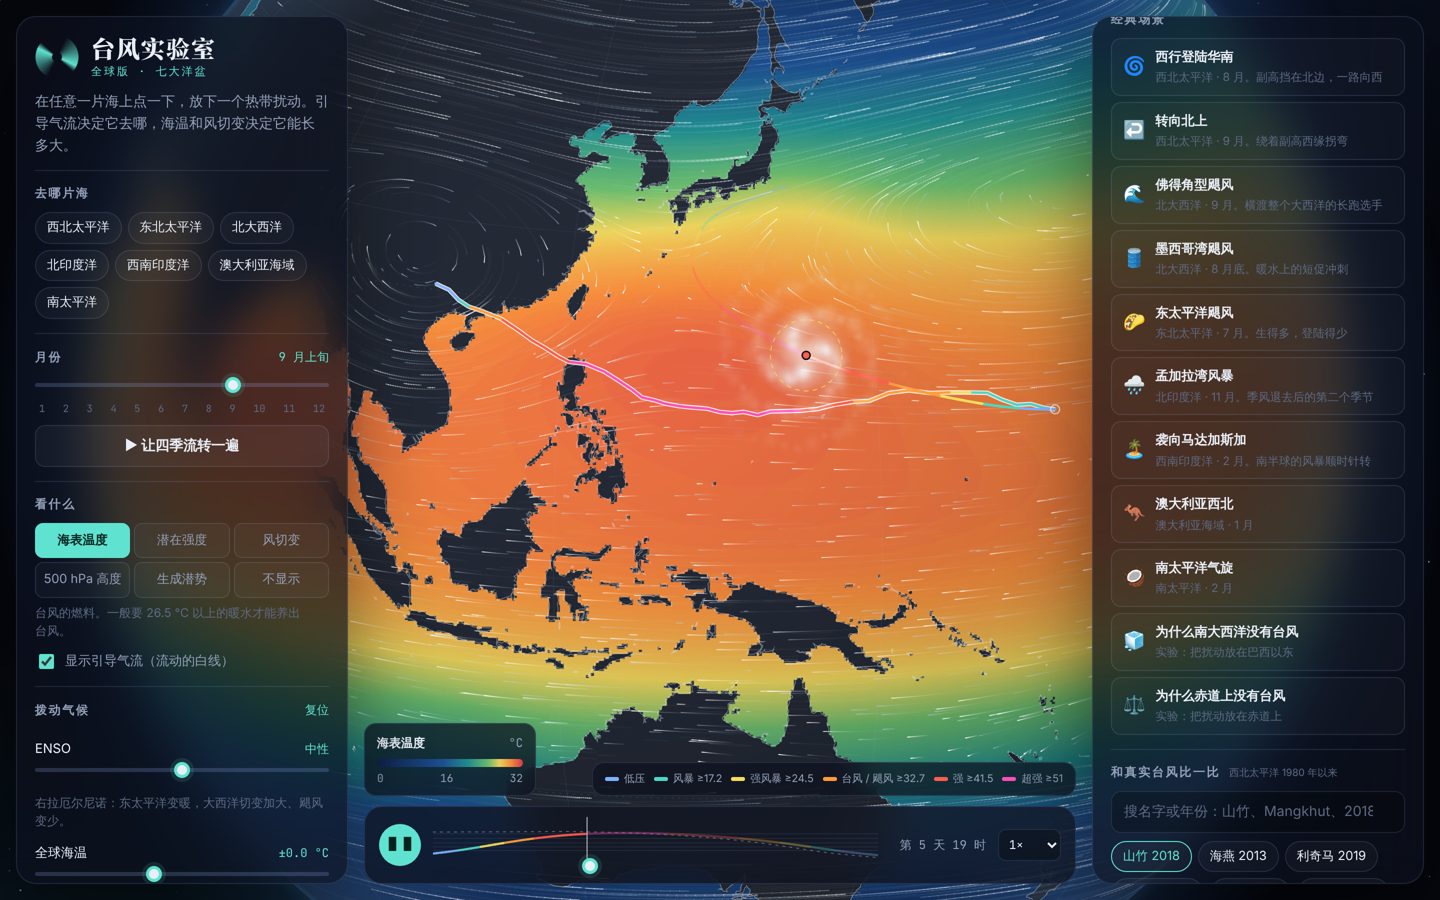 台风实验室
全球版 · 七大洋盆
在任意一片海上点一下，放下一个热带扰动。引
导气流决定它去哪，海温和风切变决定它能长
多大。
去哪片海
西北太平洋
东北太平洋
北大西洋
北印度洋
西南印度洋
澳大利亚海域
南太平洋
月份
9 月上旬
1 2 3 4 5 6 7 8 9 10 11 12
▶ 让四季流转一遍
看什么
海表温度
潜在强度
风切变
500 hPa 高度
生成潜势
不显示
台风的燃料。一般要 26.5 °C 以上的暖水才能养出
台风。
显示引导气流（流动的白线）
拨动气候
复位
ENSO
中性
右拉厄尔尼诺：东太平洋变暖，大西洋切变加大、飓风
变少。
全球海温
±0.0 °C
海表温度
°C
0 16 32
低压
风暴 ≥17.2
强风暴 ≥24.5
台风 / 飓风 ≥32.7
强 ≥41.5
超强 ≥51
第 5 天 19 时
1×
经典场景
西行登陆华南
西北太平洋 · 8 月。副高挡在北边，一路向西
转向北上
西北太平洋 · 9 月。绕着副高西缘拐弯
佛得角型飓风
北大西洋 · 9 月。横渡整个大西洋的长跑选手
墨西哥湾飓风
北大西洋 · 8 月底。暖水上的短促冲刺
东太平洋飓风
东北太平洋 · 7 月。生得多，登陆得少
孟加拉湾风暴
北印度洋 · 11 月。季风退去后的第二个季节
袭向马达加斯加
西南印度洋 · 2 月。南半球的风暴顺时针转
澳大利亚西北
澳大利亚海域 · 1 月
南太平洋气旋
南太平洋 · 2 月
为什么南大西洋没有台风
实验：把扰动放在巴西以东
为什么赤道上没有台风
实验：把扰动放在赤道上
和真实台风比一比
西北太平洋 1980 年以来
搜名字或年份：山竹、Mangkhut、2018
山竹 2018
海燕 2013
利奇马 2019